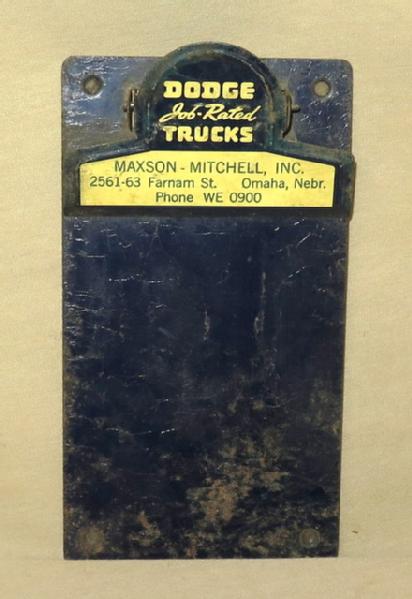 DODGE
Job-Rated
TRUCKS
MAXSON-MITCHELL, INC.
2561-63 Farnam St. Omaha, Nebr.
Phone WE 0900